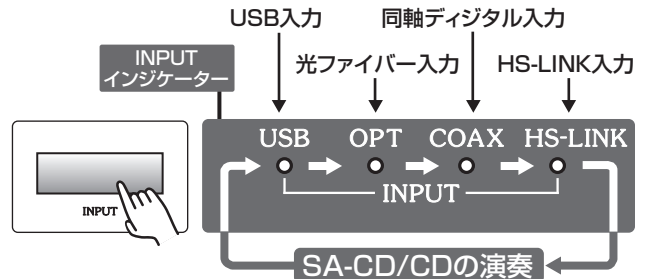 USB入力
同軸ディジタル入力
INPUT
インジケーター
光ファイバー入力
HS-LINK入力
USB
OPT
COAX
HS-LINK
INPUT
INPUT
SA-CD/CDの演奏